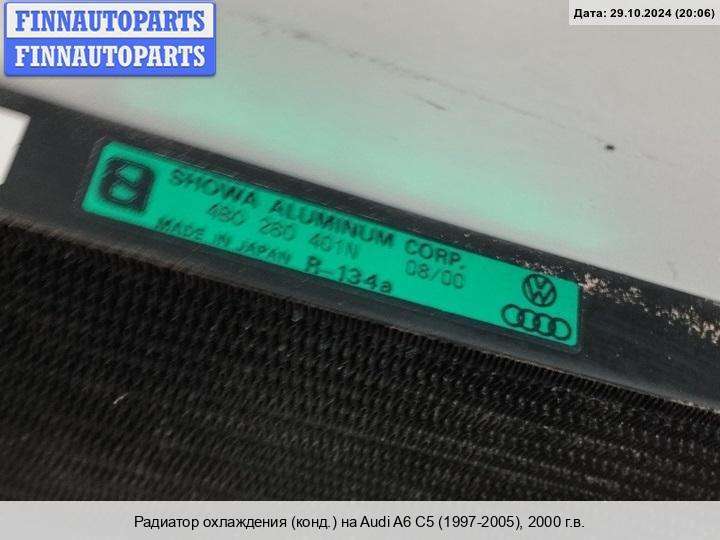 FINNAUTOPARTS
FINNAUTOPARTS
Дата: 29.10.2024 (20:06)
SHOWA ALUMINUM CORP.
4B0 260 401N 08/00
MADE IN JAPAN R-134a
Радиатор охлаждения (конд.) на Audi A6 C5 (1997-2005), 2000 г.в.